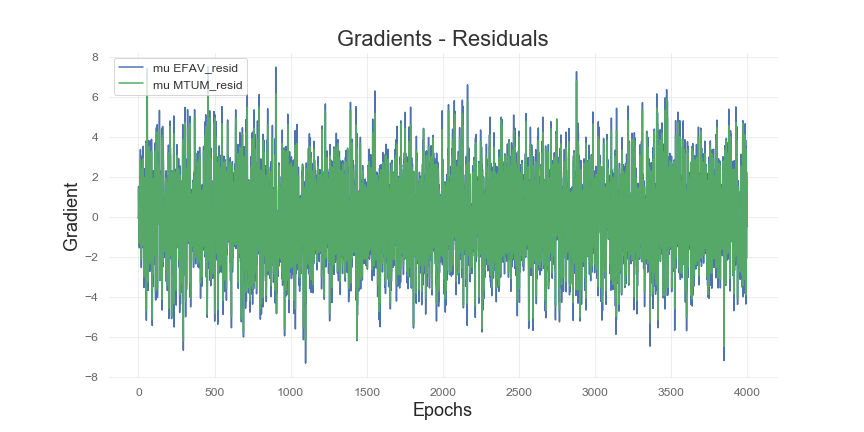 Gradients - Residuals
mu EFAV_resid
mu MTUM_resid
8
6
4
2
0
−2
−4
−6
−8
Gradient
0 500 1000 1500 2000 2500 3000 3500 4000
Epochs